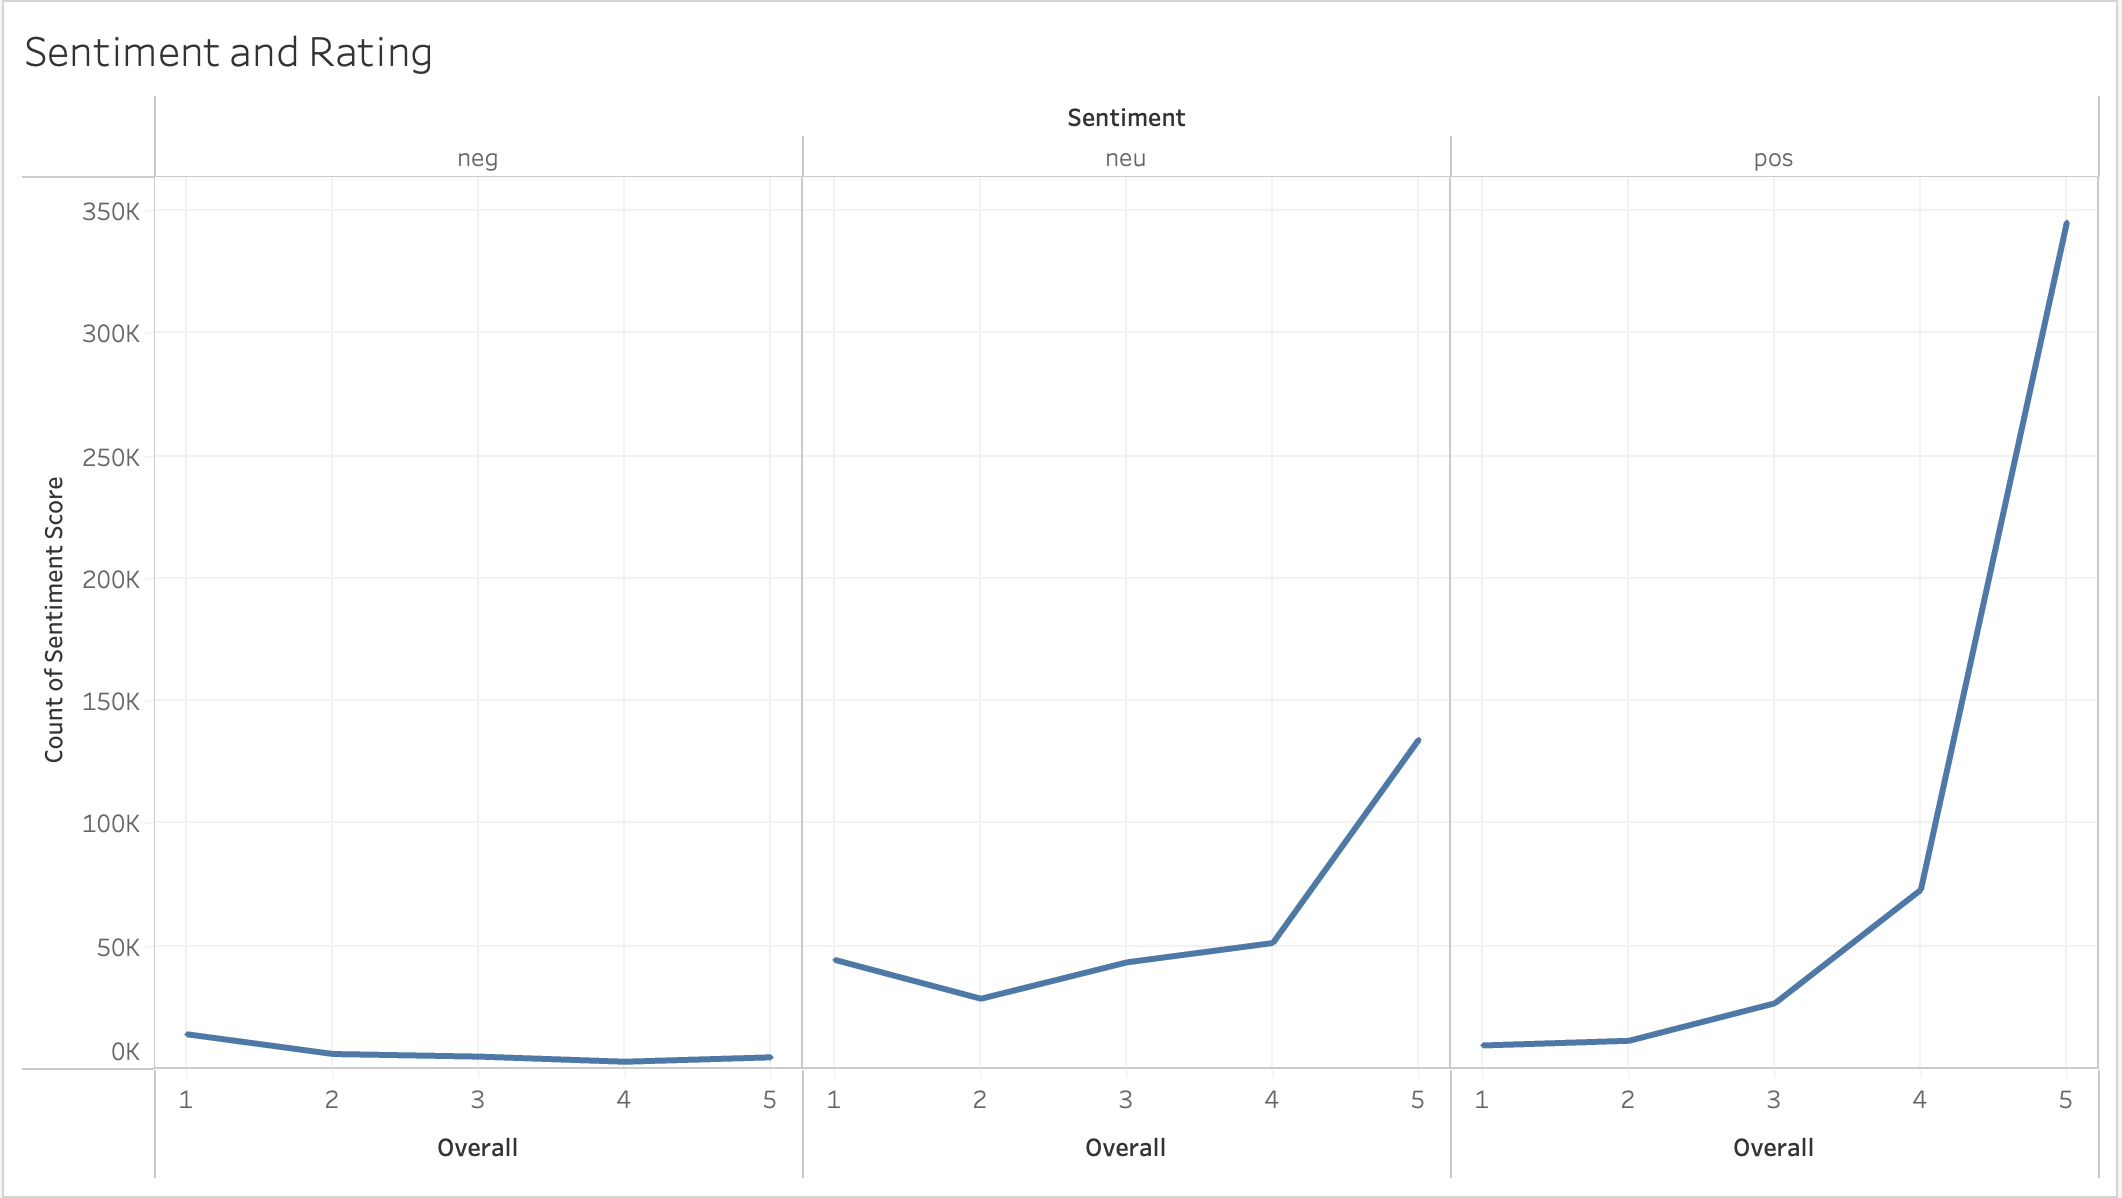 Sentiment and Rating
Sentiment
neg neu pos
350K
300K
250K
200K
150K
100K
50K
0K
Count of Sentiment Score
1 2 3 4 5 1 2 3 4 5 1 2 3 4 5
Overall Overall Overall